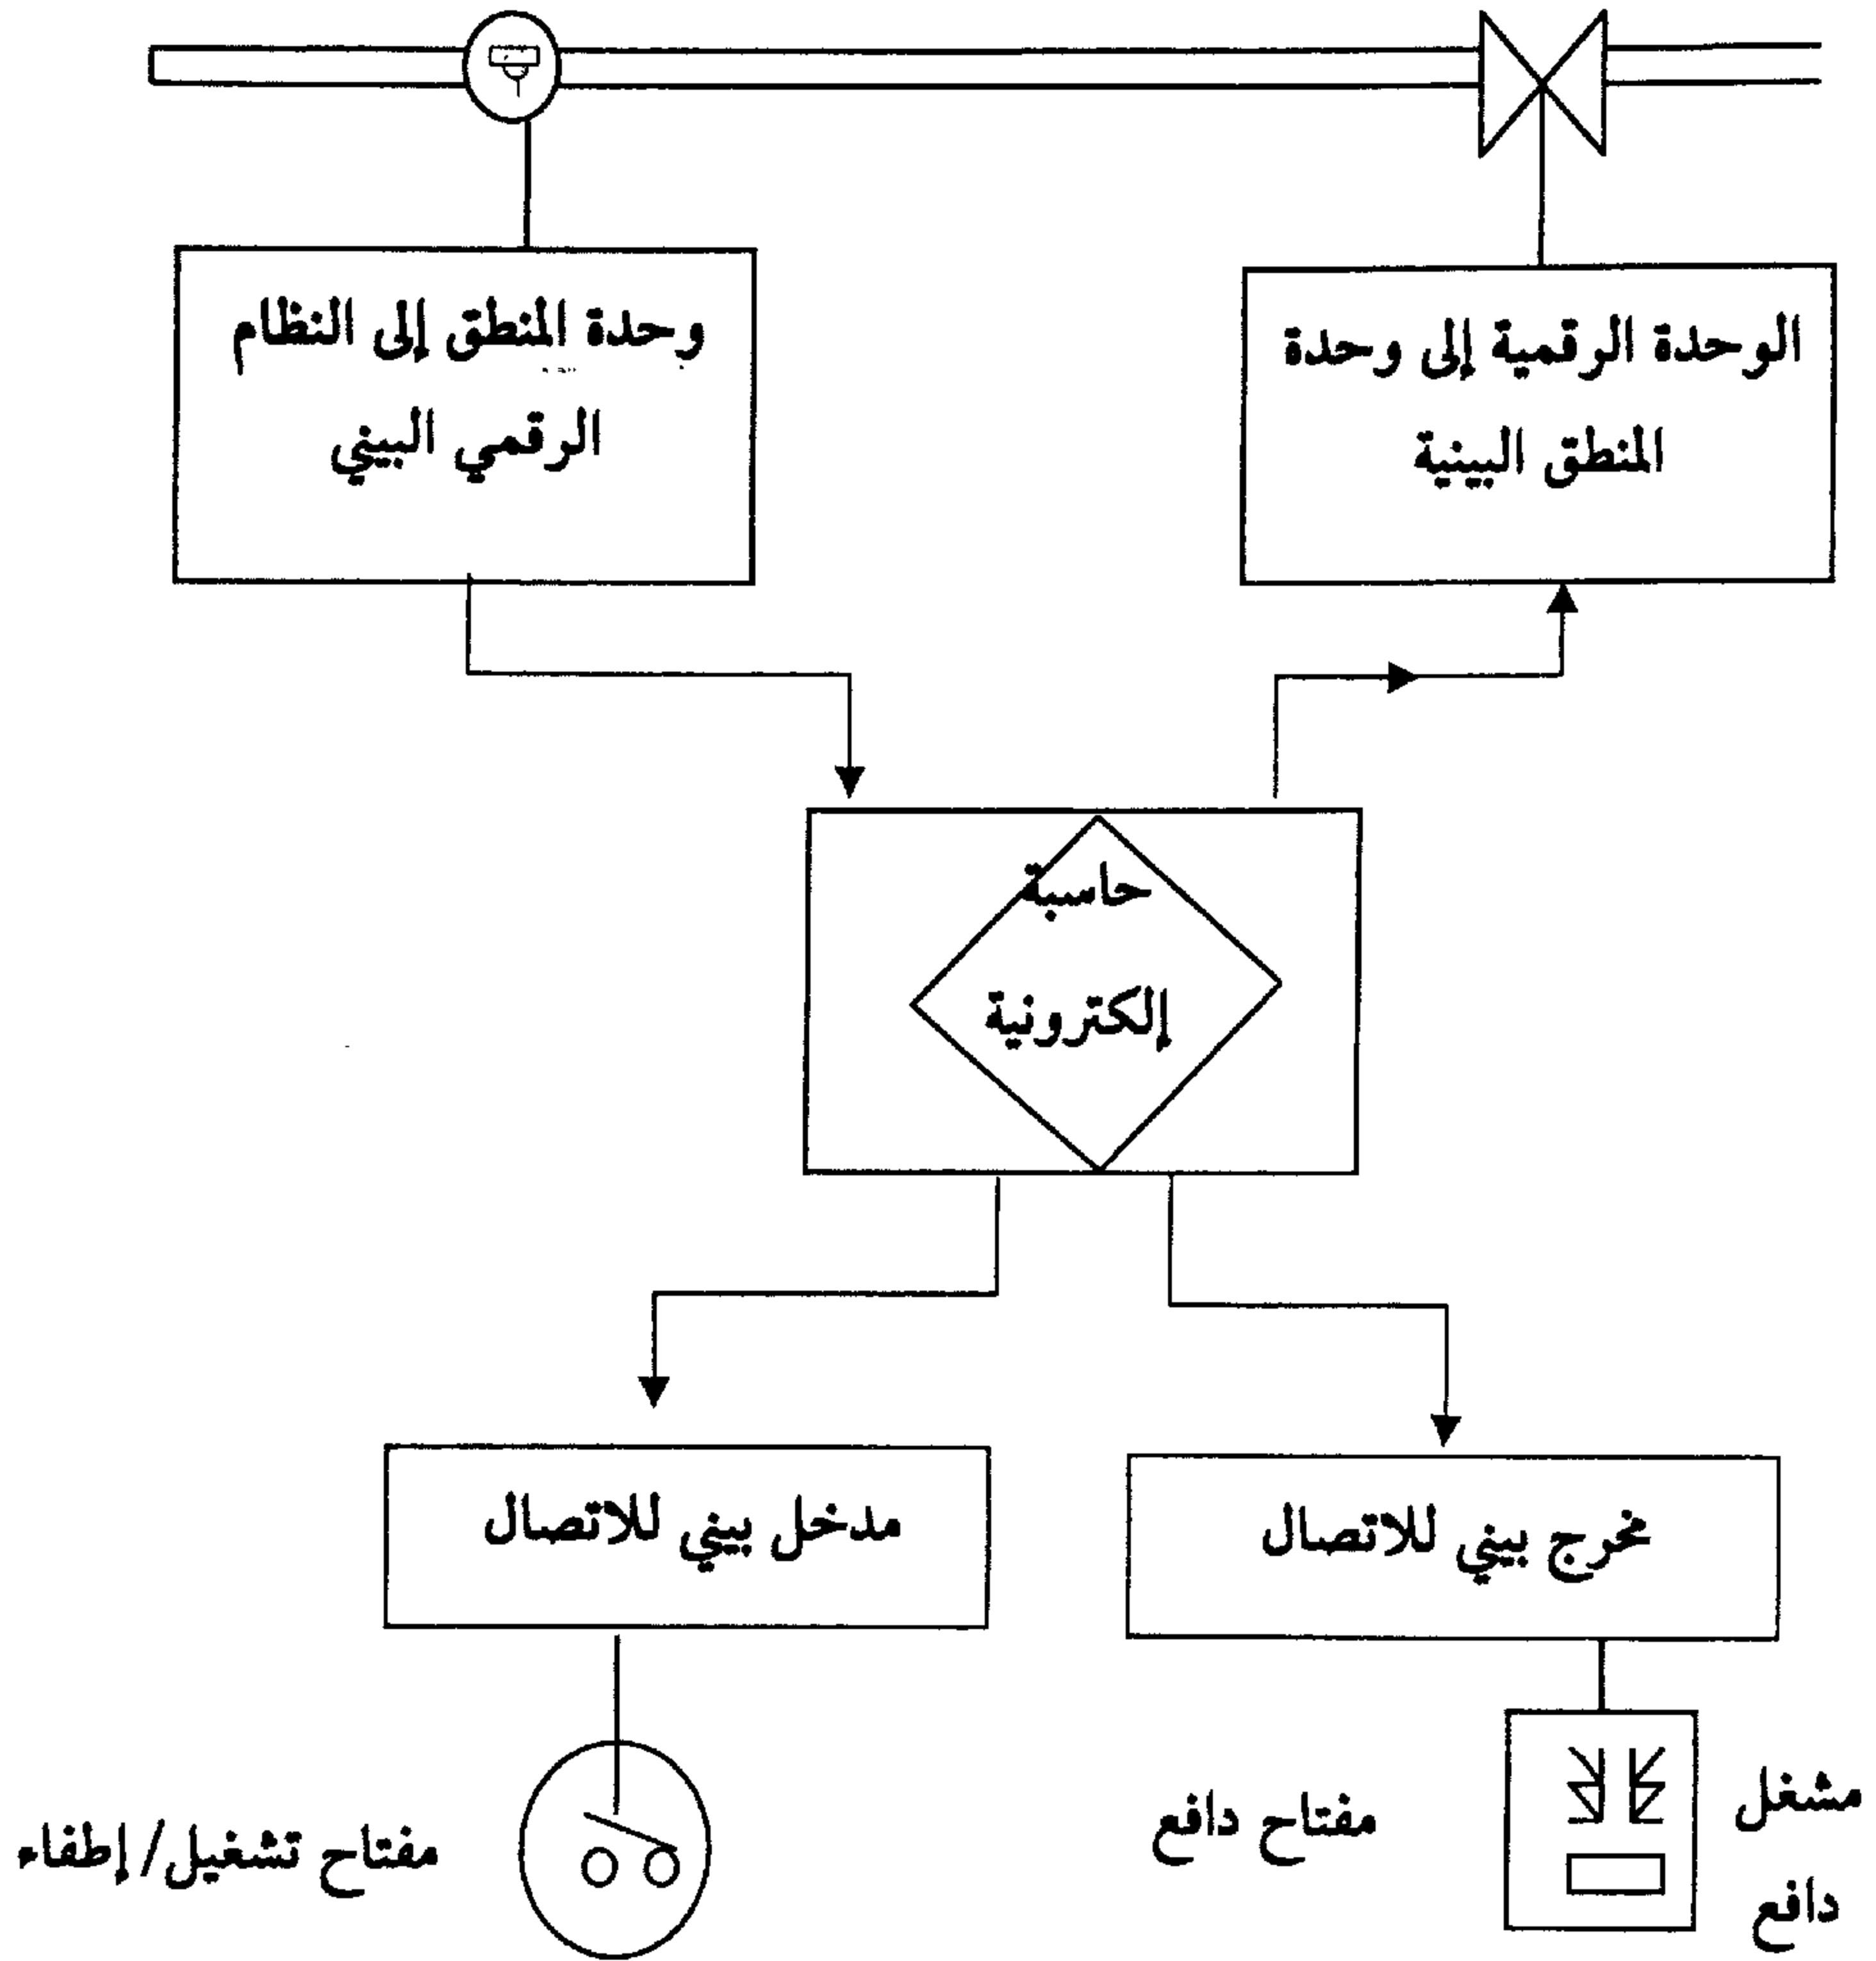 وحدة المنطق إلى النظام
الرقمي البيني
الوحدة الرقمية إلى وحدة
المنطق البينية
حاسبة
إلكترونية
مدخل بيني للاتصال
مخرج بيني للاتصال
مفتاح تشغيل/إطفاء
مفتاح دافع
مشغل
دافع